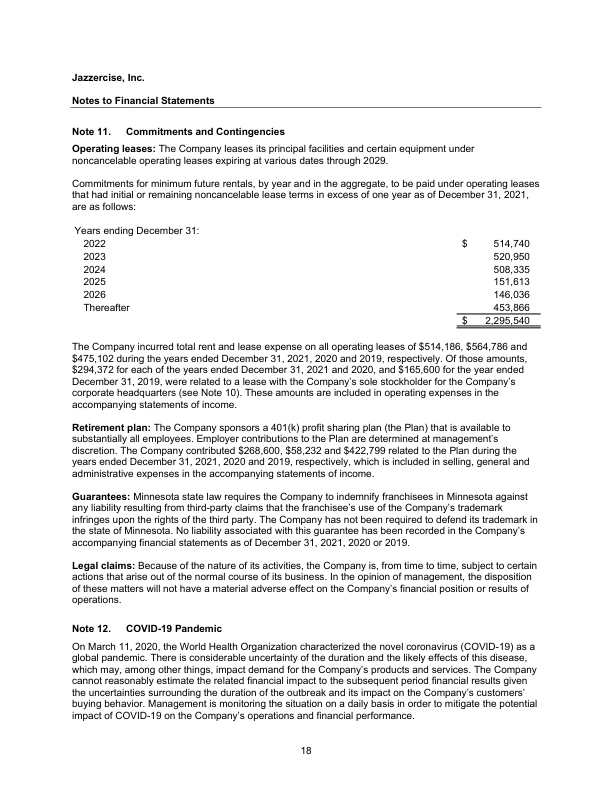 Jazzercise, Inc.
Notes to Financial Statements
Note 11. Commitments and Contingencies
Operating leases: The Company leases its principal facilities and certain equipment under
noncancelable operating leases expiring at various dates through 2029.
Commitments for minimum future rentals, by year and in the aggregate, to be paid under operating leases
that had initial or remaining noncancelable lease terms in excess of one year as of December 31, 2021,
are as follows:
Years ending December 31:
2022 $ 514,740
2023 520,950
2024 508,335
2025 151,613
2026 146,036
Thereafter 453,866
$ 2,295,540
The Company incurred total rent and lease expense on all operating leases of $514,186, $564,786 and
$475,102 during the years ended December 31, 2021, 2020 and 2019, respectively. Of those amounts,
$294,372 for each of the years ended December 31, 2021 and 2020, and $165,600 for the year ended
December 31, 2019, were related to a lease with the Company's sole stockholder for the Company's
corporate headquarters (see Note 10). These amounts are included in operating expenses in the
accompanying statements of income.
Retirement plan: The Company sponsors a 401(k) profit sharing plan (the Plan) that is available to
substantially all employees. Employer contributions to the Plan are determined at management's
discretion. The Company contributed $268,600, $58,232 and $422,799 related to the Plan during the
years ended December 31, 2021, 2020 and 2019, respectively, which is included in selling, general and
administrative expenses in the accompanying statements of income.
Guarantees: Minnesota state law requires the Company to indemnify franchisees in Minnesota against
any liability resulting from third-party claims that the franchisee's use of the Company's trademark
infringes upon the rights of the third party. The Company has not been required to defend its trademark in
the state of Minnesota. No liability associated with this guarantee has been recorded in the Company's
accompanying financial statements as of December 31, 2021, 2020 or 2019.
Legal claims: Because of the nature of its activities, the Company is, from time to time, subject to certain
actions that arise out of the normal course of its business. In the opinion of management, the disposition
of these matters will not have a material adverse effect on the Company's financial position or results of
operations.
Note 12. COVID-19 Pandemic
On March 11, 2020, the World Health Organization characterized the novel coronavirus (COVID-19) as a
global pandemic. There is considerable uncertainty of the duration and the likely effects of this disease,
which may, among other things, impact demand for the Company's products and services. The Company
cannot reasonably estimate the related financial impact to the subsequent period financial results given
the uncertainties surrounding the duration of the outbreak and its impact on the Company's customers'
buying behavior. Management is monitoring the situation on a daily basis in order to mitigate the potential
impact of COVID-19 on the Company's operations and financial performance.
18